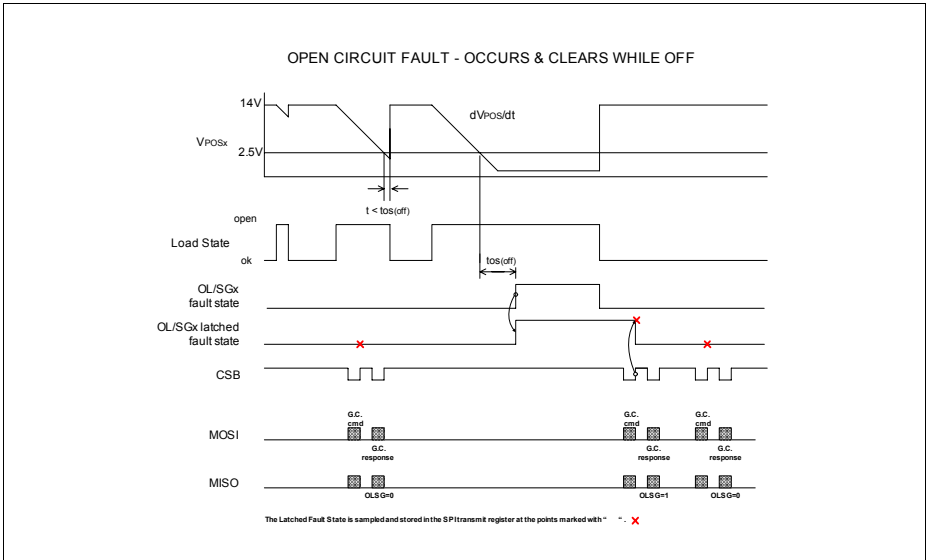 OPEN CIRCUIT FAULT - OCCURS & CLEARS WHILE OFF
14V
dVPOS/dt
VPOSx
2.5V
t < tos(off)
open
Load State
ok
tos(off)
OL/SGx
fault state
OL/SGx latched
fault state
CSB
G.C.
cmd
G.C.
cmd
G.C.
cmd
MOSI
G.C.
response
G.C.
response
G.C.
response
MISO
OLSG=0
OLSG=1
OLSG=0
The Latched Fault State is sampled and stored in the SPI transmit register at the points marked with “ “ .